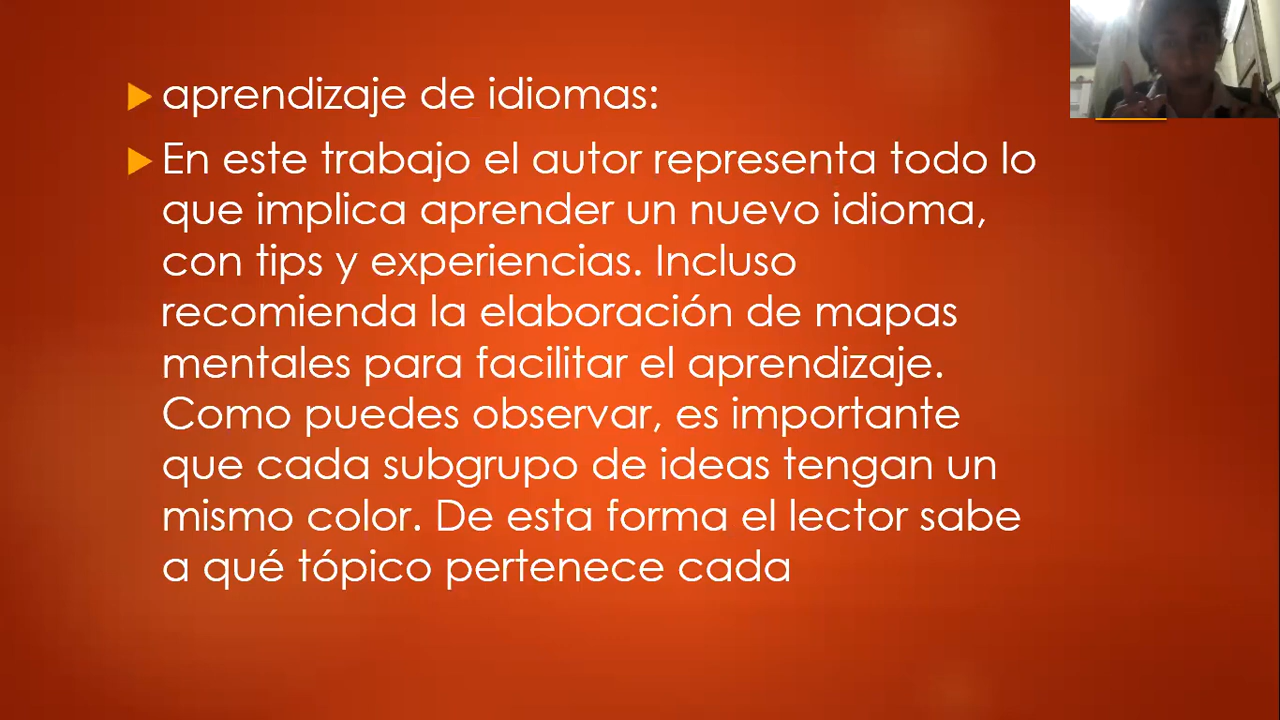 aprendizaje de idiomas:
En este trabajo el autor representa todo lo
que implica aprender un nuevo idioma,
con tips y experiencias. Incluso
recomienda la elaboración de mapas
mentales para facilitar el aprendizaje.
Como puedes observar, es importante
que cada subgrupo de ideas tengan un
mismo color. De esta forma el lector sabe
a qué tópico pertenece cada